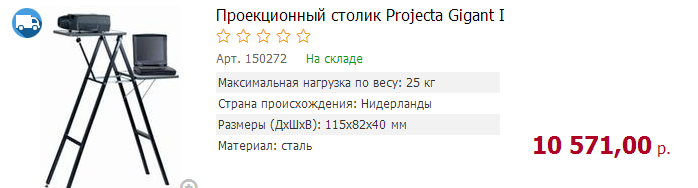 Проекционный столик Projecta Gigant I
Арт. 150272 На складе
Максимальная нагрузка по весу: 25 кг
Страна происхождения: Нидерланды
Размеры (ДхШхВ): 115x82x40 мм
Материал: сталь
10 571,00 р.